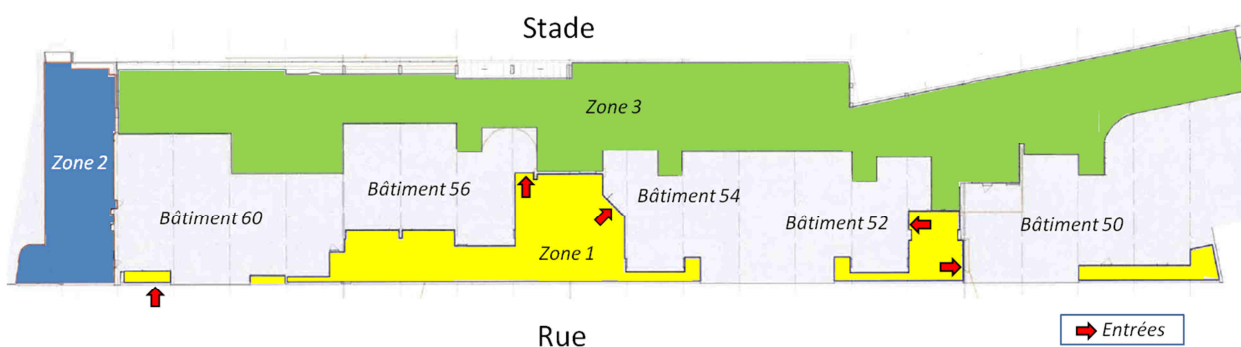 Stade
Zone 3
Zone 2
Bâtiment 56
Bâtiment 54
Bâtiment 60
Bâtiment 52
Bâtiment 50
Zone 1
Rue
Entrées